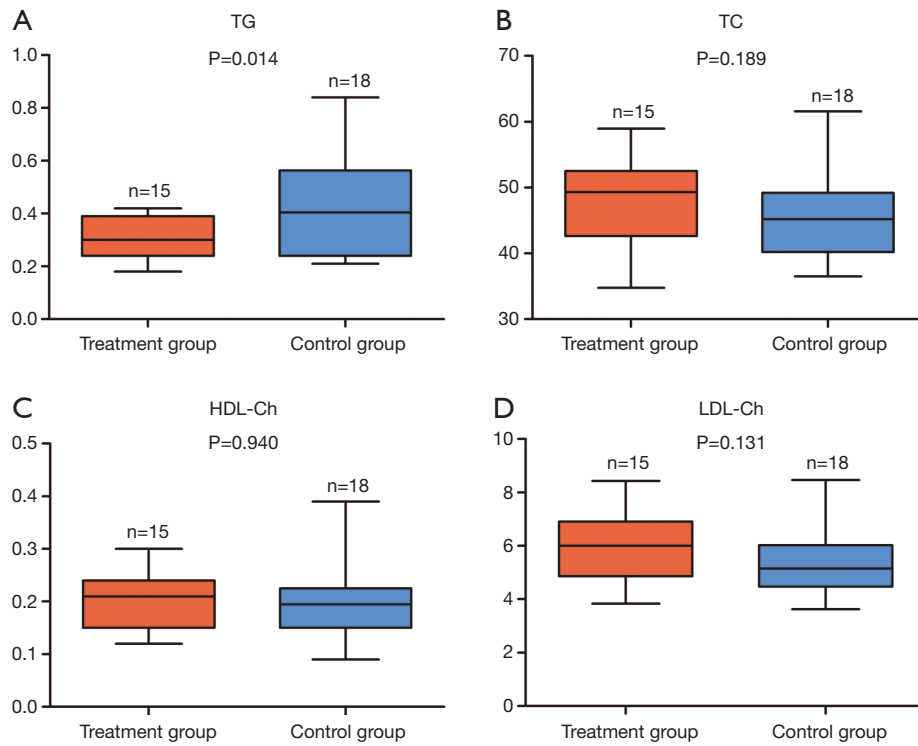 A
TG
P=0.014
1.0
0.8
0.6
0.4
0.2
0.0
n=15
n=18
Treatment group
Control group
B
TC
P=0.189
70
60
50
40
30
n=15
n=18
Treatment group
Control group
C
HDL-Ch
P=0.940
0.5
0.4
0.3
0.2
0.1
0.0
n=15
n=18
Treatment group
Control group
D
LDL-Ch
P=0.131
10
8
6
4
2
0
n=15
n=18
Treatment group
Control group